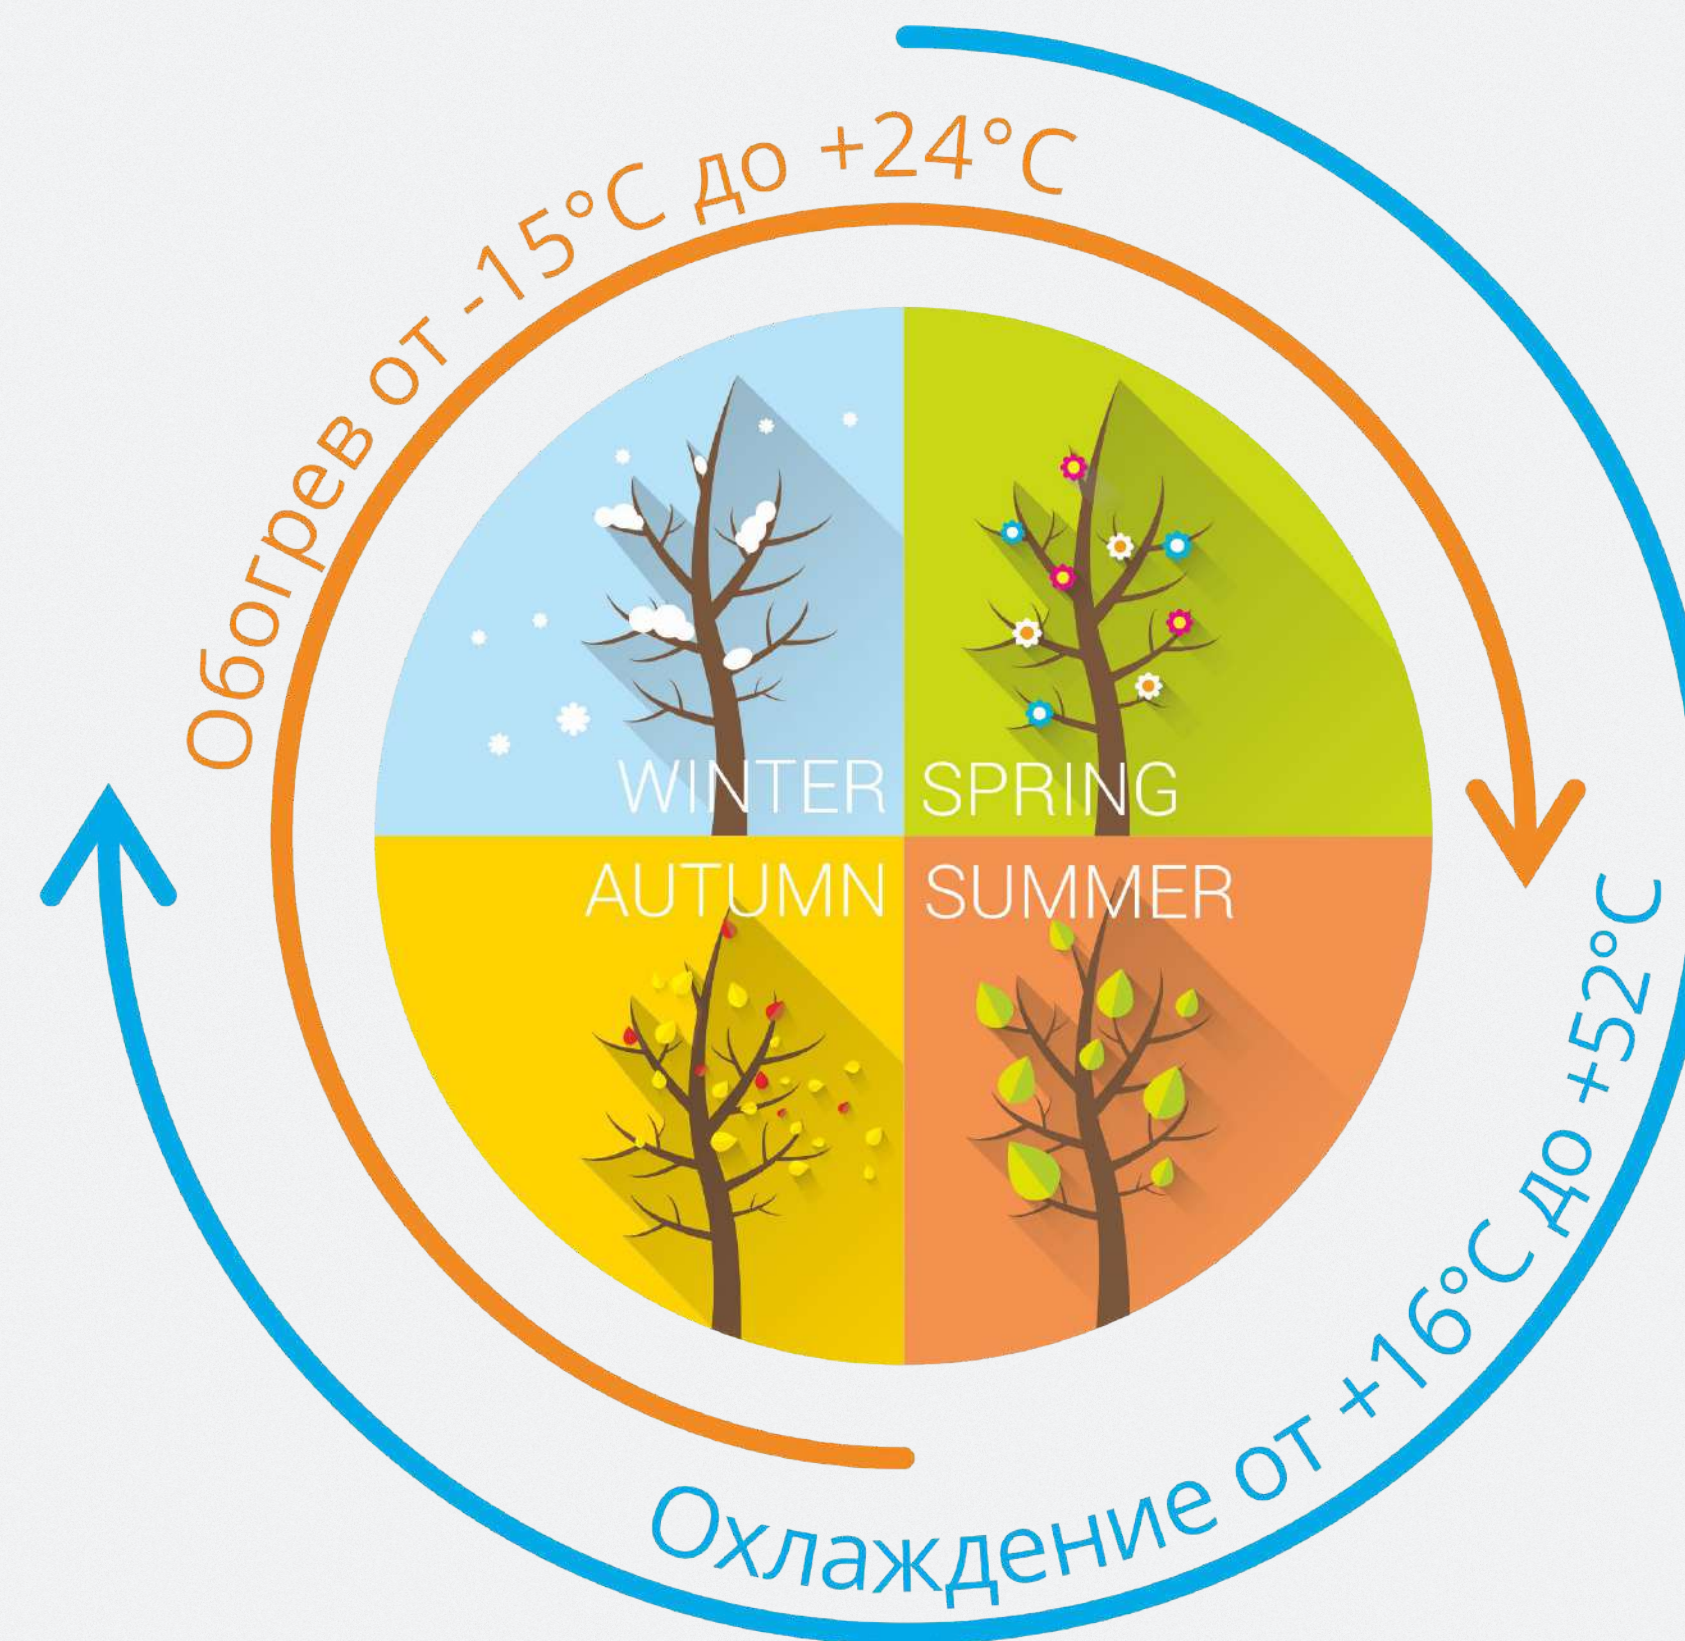 Обогрев от -15°C до +24°C
WINTER
SPRING
AUTUMN
SUMMER
Охлаждение от +16°C до +52°C